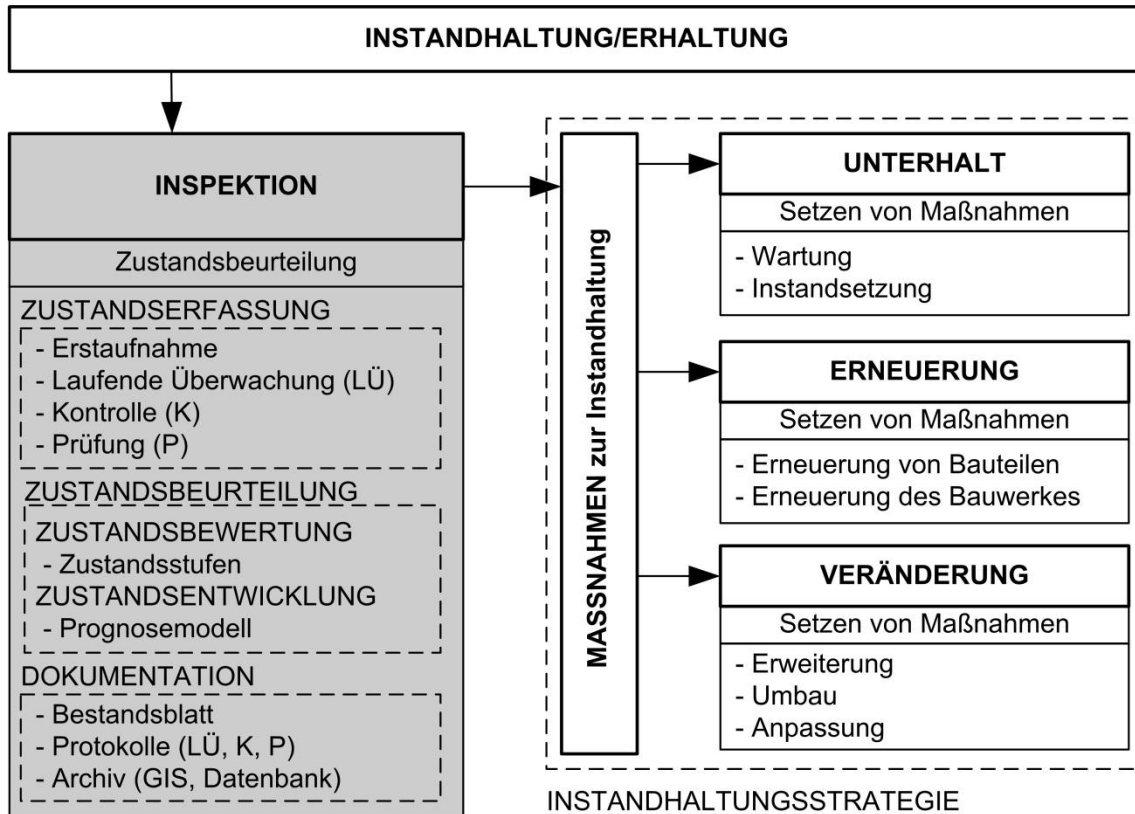 INSTANDHALTUNG/ERHALTUNG
INSPEKTION
Zustandsbeurteilung
ZUSTANDSERFASSUNG
- Erstaufnahme
- Laufende Überwachung (LÜ)
- Kontrolle (K)
- Prüfung (P)
ZUSTANDSBEURTEILUNG
ZUSTANDSBEWERTUNG
- Zustandsstufen
ZUSTANDSENTWICKLUNG
- Prognosemodell
DOKUMENTATION
- Bestandsblatt
- Protokolle (LÜ, K, P)
- Archiv (GIS, Datenbank)
MASSNAHMEN zur Instandhaltung
UNTERHALT
Setzen von Maßnahmen
- Wartung
- Instandsetzung
ERNEUERUNG
Setzen von Maßnahmen
- Erneuerung von Bauteilen
- Erneuerung des Bauwerkes
VERÄNDERUNG
Setzen von Maßnahmen
- Erweiterung
- Umbau
- Anpassung
INSTANDHALTUNGSSTRATEGIE